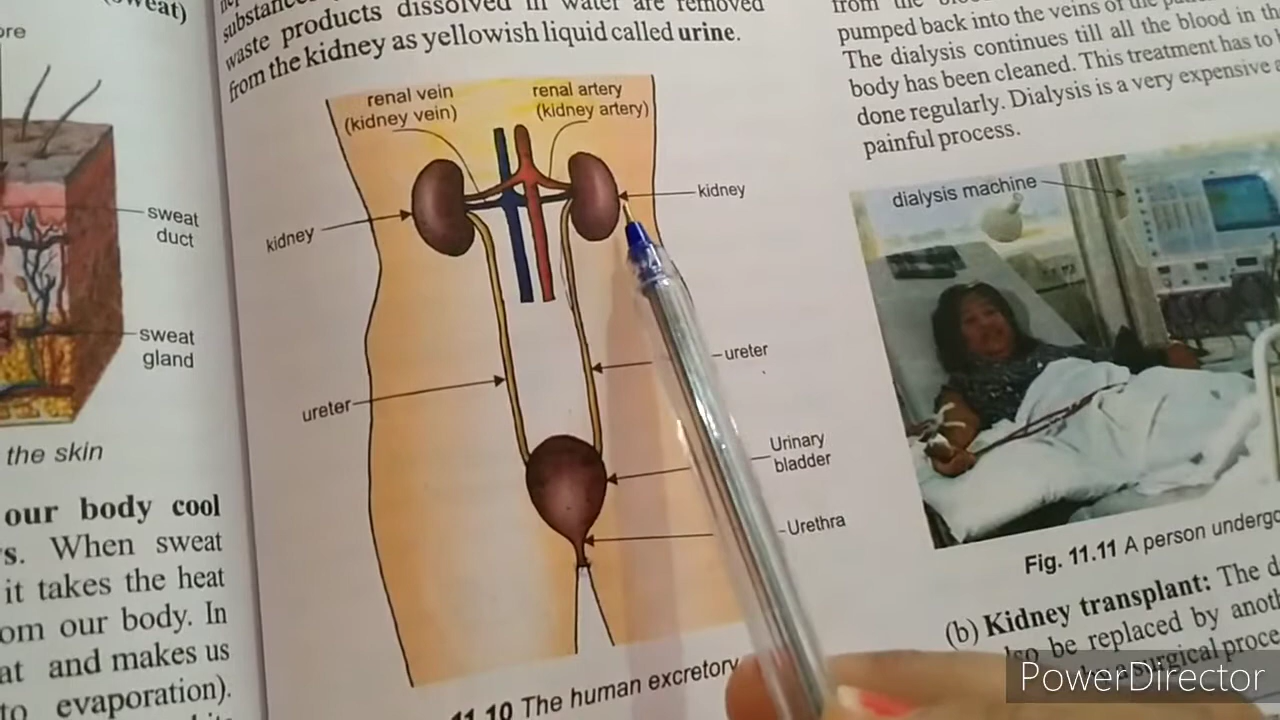 ore
sweat
duct
sweat
gland
the skin
our body cool
When sweat
it takes the heat
our body. In
and makes us
evaporation).
waste products dissolved in water are removed
from the kidney as yellowish liquid called urine.
renal vein
(kidney vein)
renal artery
(kidney artery)
kidney
kidney
ureter
ureter
Urinary
bladder
Urethra
11.10 The human excretory
from the
pumped back into the veins of the
The dialysis continues till all the blood in the
body has been cleaned. This treatment has to
done regularly. Dialysis is a very expensive
painful process.
dialysis machine
Fig. 11.11 A person
(b) Kidney transplant: The
be replaced by
a surgical
PowerDirector